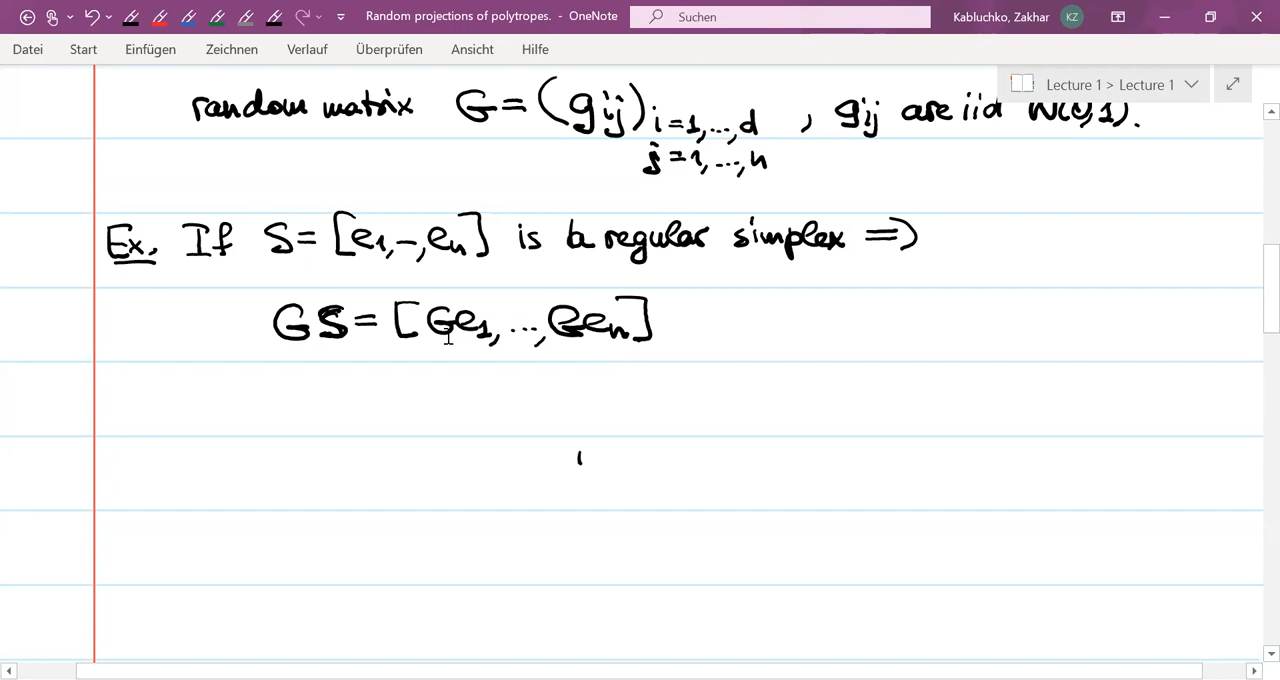 Random projections of polytropes. - OneNote
Suchen
Kabluchko, Zakhar
KZ
Datei Start Einfügen Zeichnen Verlauf Überprüfen Ansicht Hilfe
Lecture 1 > Lecture 1
random matrix G = (gij) i=1,...,d , gij are iid N(0,1).
j=1,...,n
Ex. If S = [e1,-,en] is a regular simplex =>
GS = [Ge1, ..., Gen]